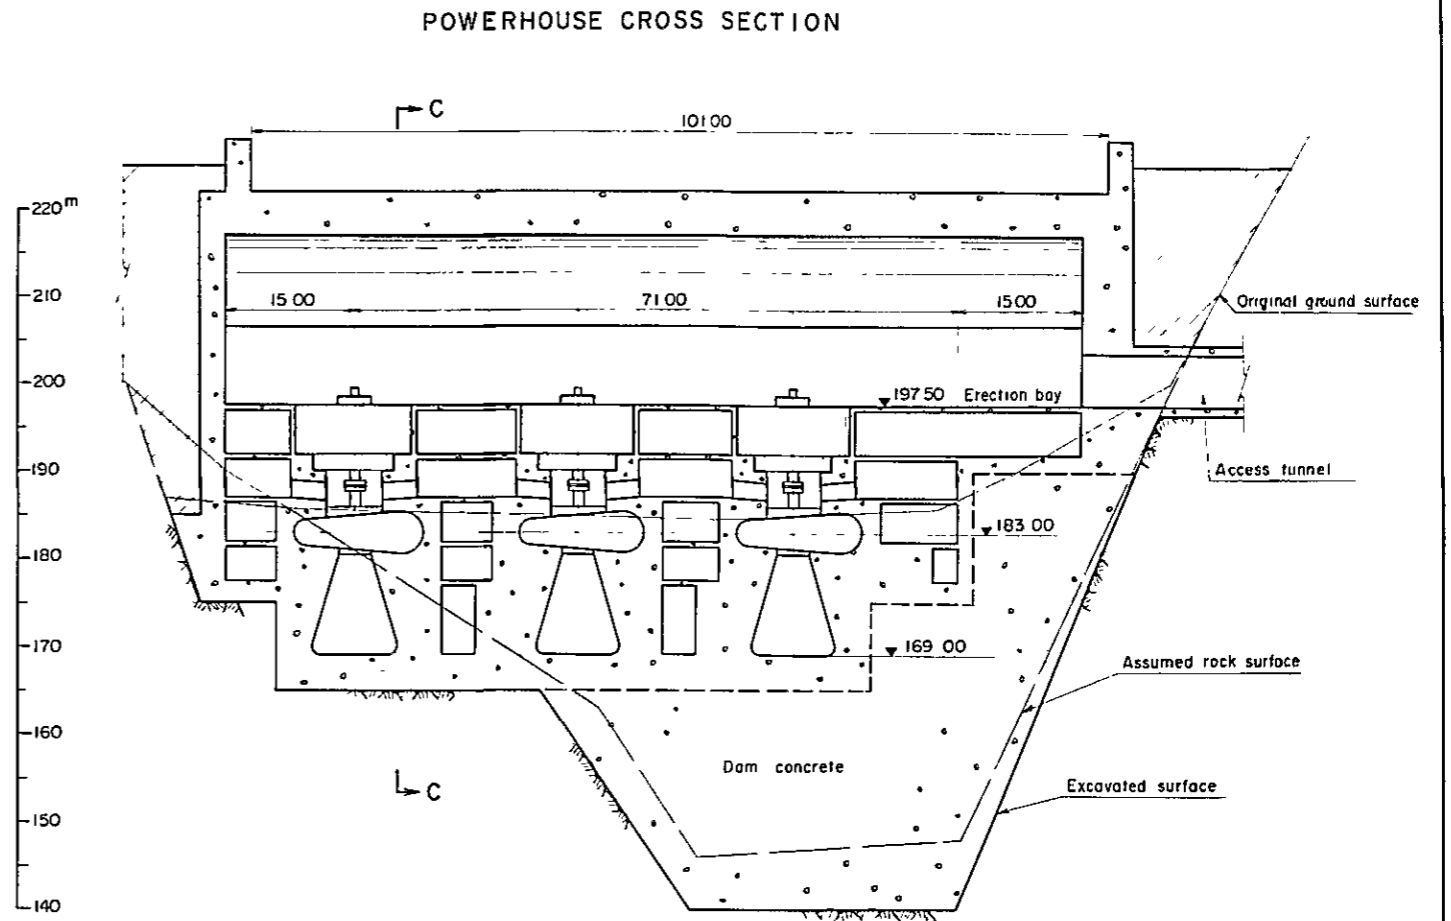 POWERHOUSE CROSS SECTION
C
101.00
220m
210
15.00 71.00 15.00
Original ground surface
200
197.50 Erection bay
190
Access tunnel
183.00
180
170
169.00
Assumed rock surface
160
Dam concrete
Excavated surface
C
150
140